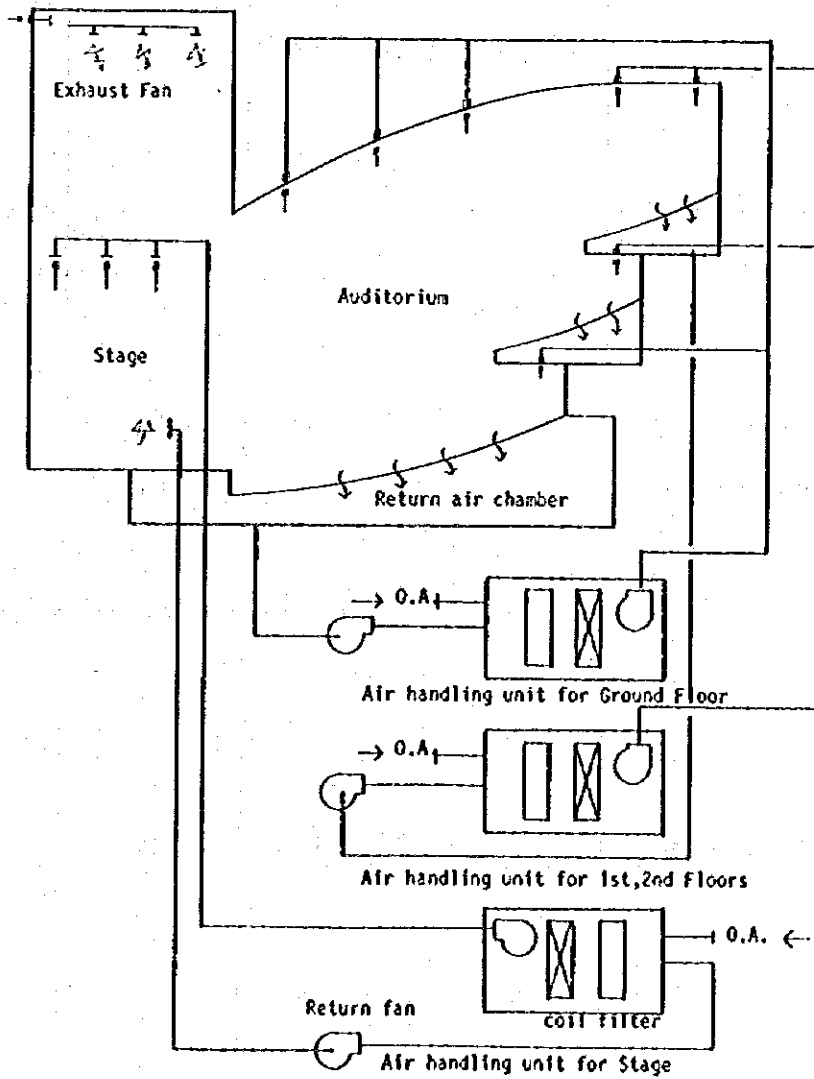 Exhaust Fan
Auditorium
Stage
Return air chamber
→ O.A.
Air handling unit for Ground Floor
→ O.A.
Air handling unit for 1st,2nd Floors
O.A. ←
Return fan
coil filter
Air handling unit for Stage